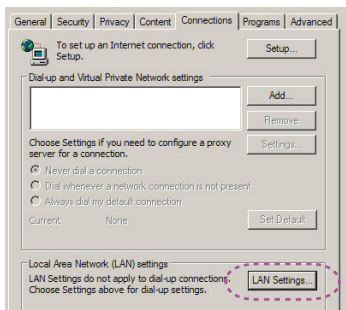 General Security Privacy Content Connections Programs Advanced
To set up an Internet connection, click
Setup.
Setup...
Dial-up and Virtual Private Network settings
Add...
Remove
Choose Settings if you need to configure a proxy
server for a connection.
Settings...
Never dial a connection
Dial whenever a network connection is not present
Always dial my default connection
Current None
Set Default
Local Area Network (LAN) settings
LAN Settings do not apply to dial-up connections.
Choose Settings above for dial-up settings.
LAN Settings...